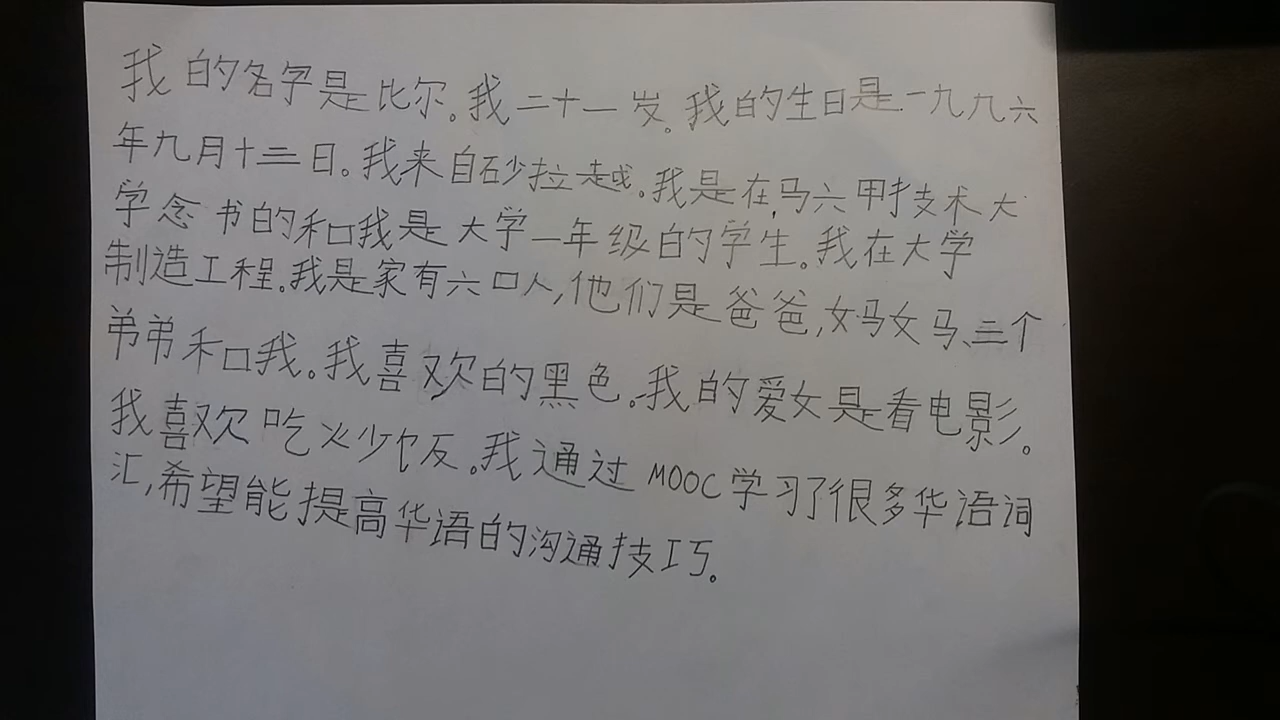 我的名字是比尔。我二十一岁。我的生日是一九九六
年九月十三日。我来自砂拉越。我是在马六甲技术大
学念书的和我是大学一年级的学生。我在大学
制造工程。我是家有六口人,他们是爸爸,妈妈、三个
弟弟和我。我喜欢的黑色。我的爱女是看电影。
我喜欢吃炒饭。我通过MOOC学习了很多华语词
汇,希望能提高华语的沟通技巧。